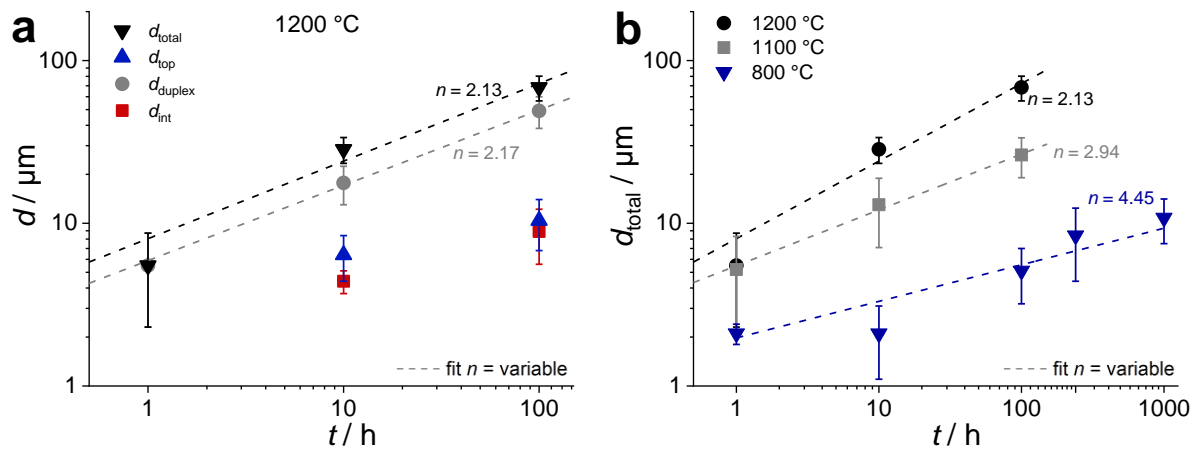 a
1200 °C
d_total
d_top
d_duplex
d_int
n = 2.13
n = 2.17
fit n = variable
d / µm
100
10
1
1
10
100
t / h
b
1200 °C
1100 °C
800 °C
n = 2.13
n = 2.94
n = 4.45
fit n = variable
d_total / µm
100
10
1
1
10
100
1000
t / h